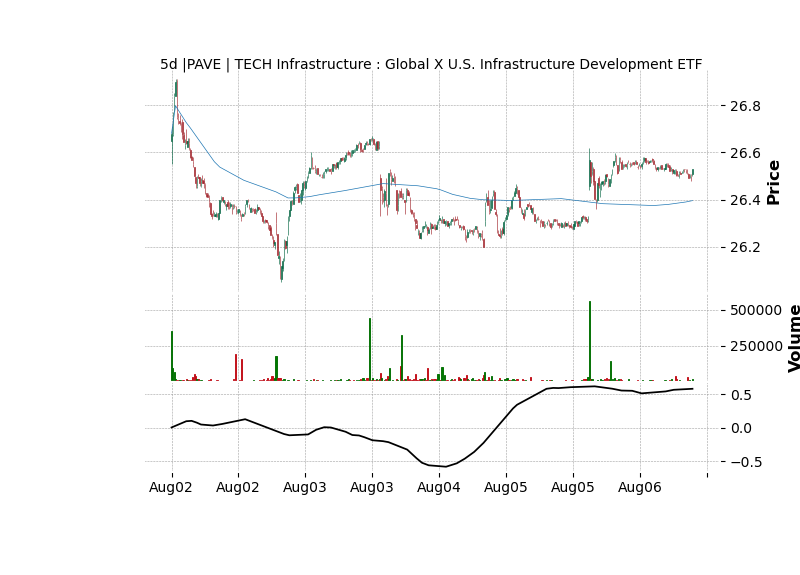 5d |PAVE | TECH Infrastructure : Global X U.S. Infrastructure Development ETF
26.8
26.6
26.4
26.2
Price
500000
250000
Volume
0.5
0.0
−0.5
Aug02 Aug02 Aug03 Aug03 Aug04 Aug05 Aug05 Aug06